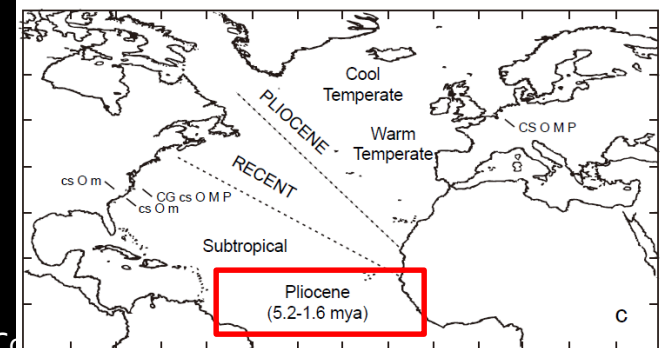 Cool
Temperate
PLIOCENE
Warm
Temperate
CS O M P
RECENT
cs O m
CG cs O M P
cs O m
Subtropical
Pliocene
(5.2-1.6 mya)
C